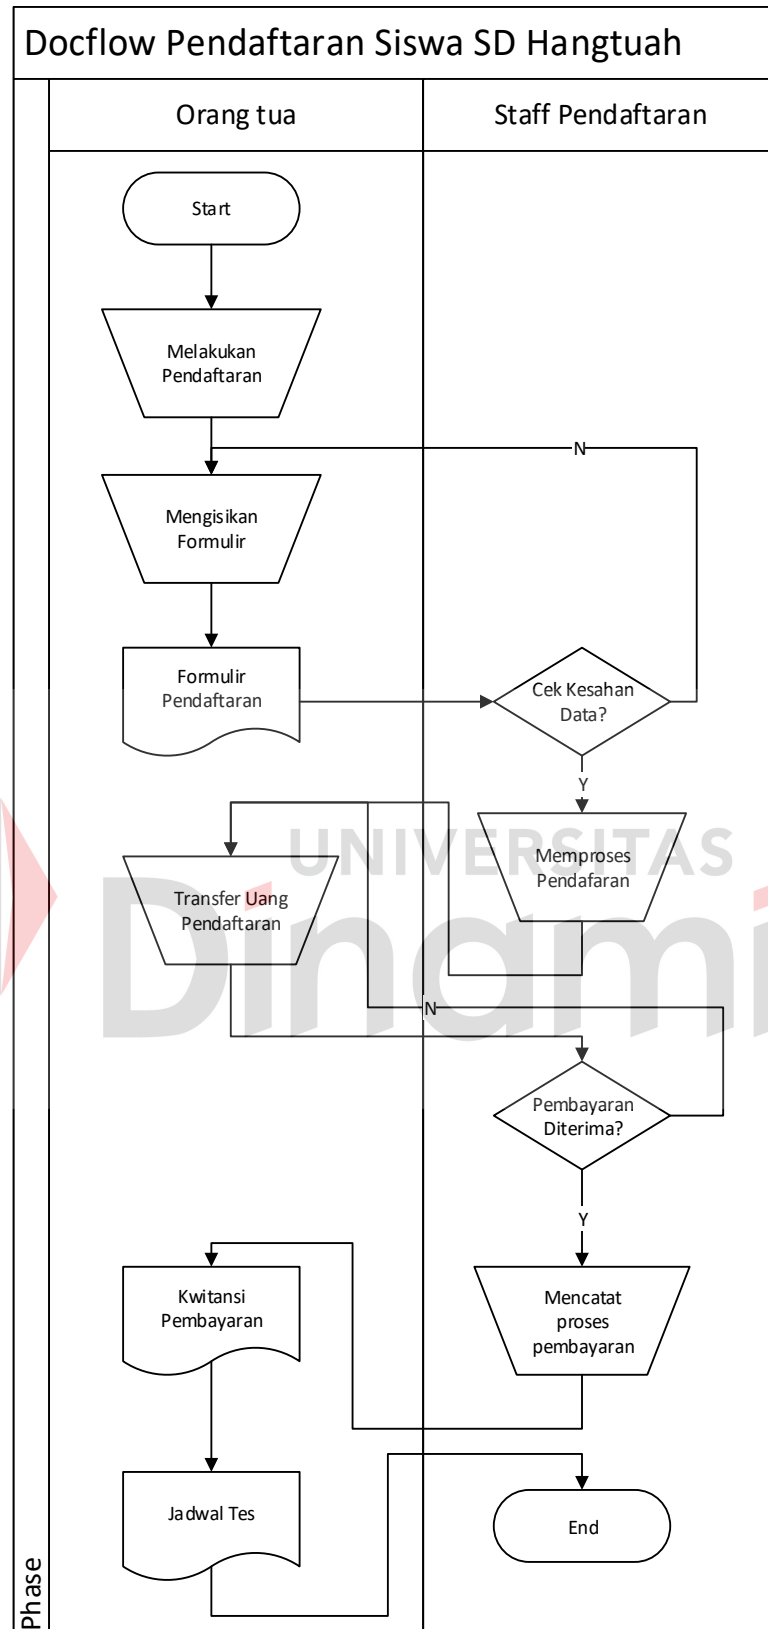 Docflow Pendaftaran Siswa SD Hangtuah
Orang tua
Staff Pendaftaran
Start
Melakukan
Pendaftaran
N
Mengisikan
Formulir
Formulir
Pendaftaran
Cek Kesahan
Data?
Y
UNIVERSITAS
Dinami
Memproses
Pendafaran
Transfer Uang
Pendaftaran
N
Pembayaran
Diterima?
Y
Kwitansi
Pembayaran
Mencatat
proses
pembayaran
Jadwal Tes
End
Phase